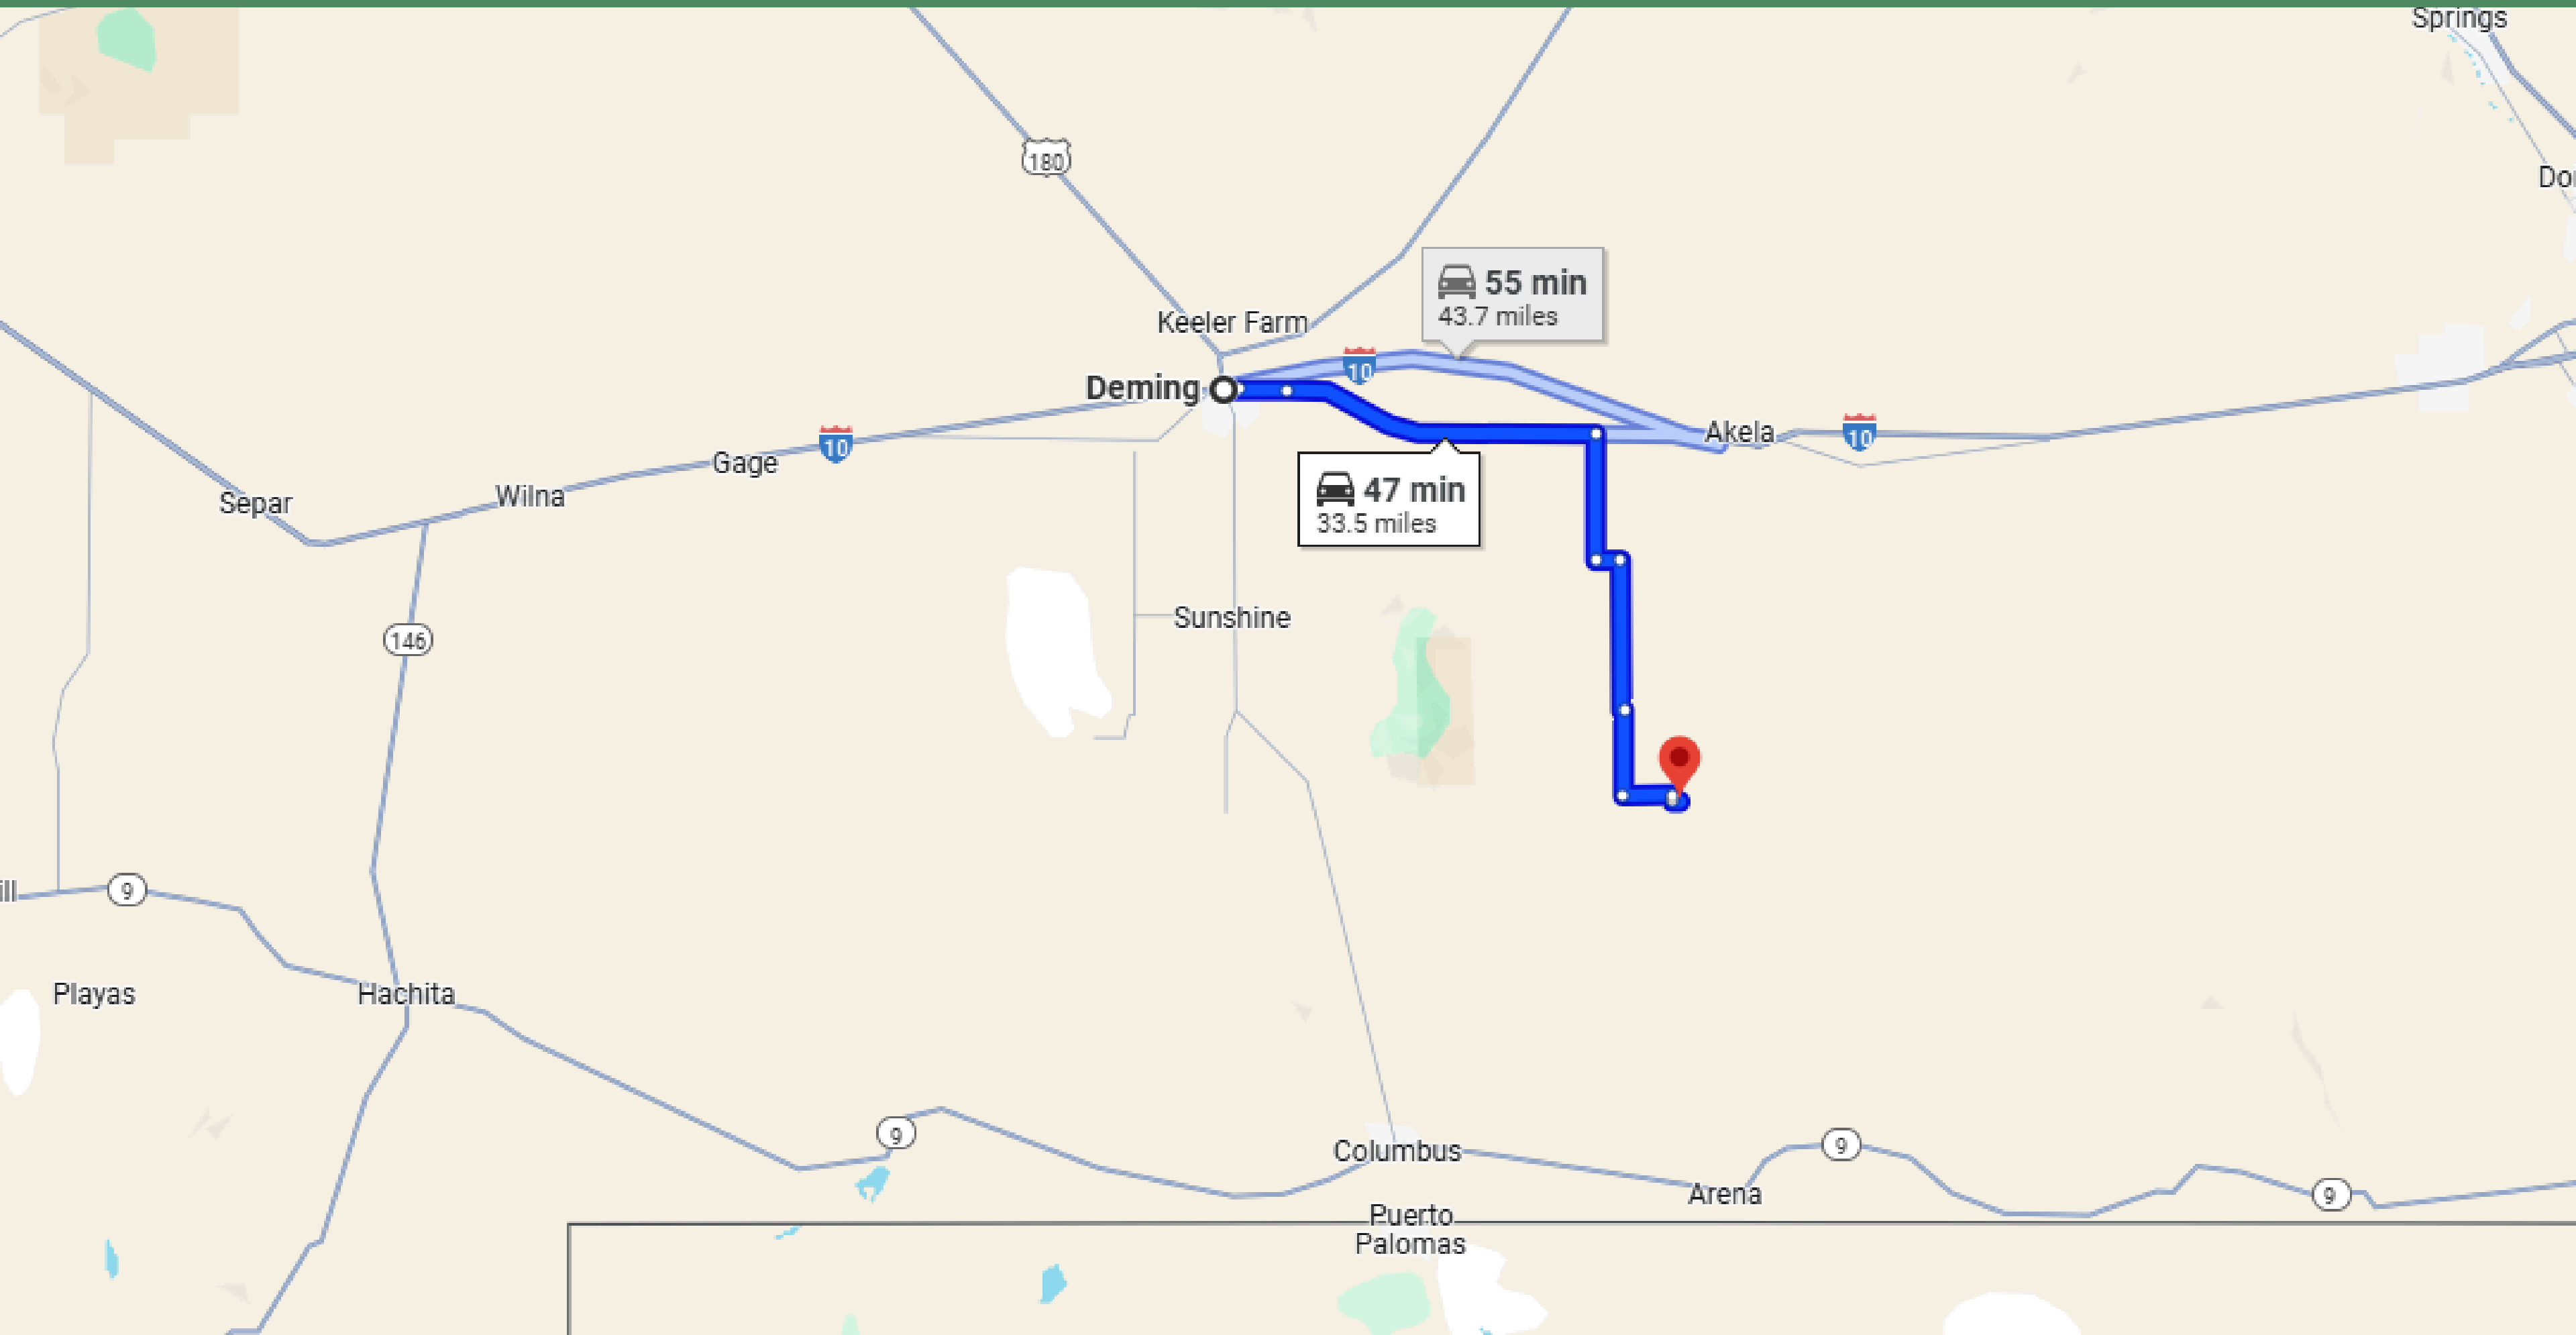 Springs
180
Do
55 min
43.7 miles
Keeler Farm
10
Deming
Akela
10
10
Gage
47 min
33.5 miles
Wilna
Separ
Sunshine
146
9
ill
Playas
Hachita
9
Columbus
9
Arena
9
Puerto
Palomas